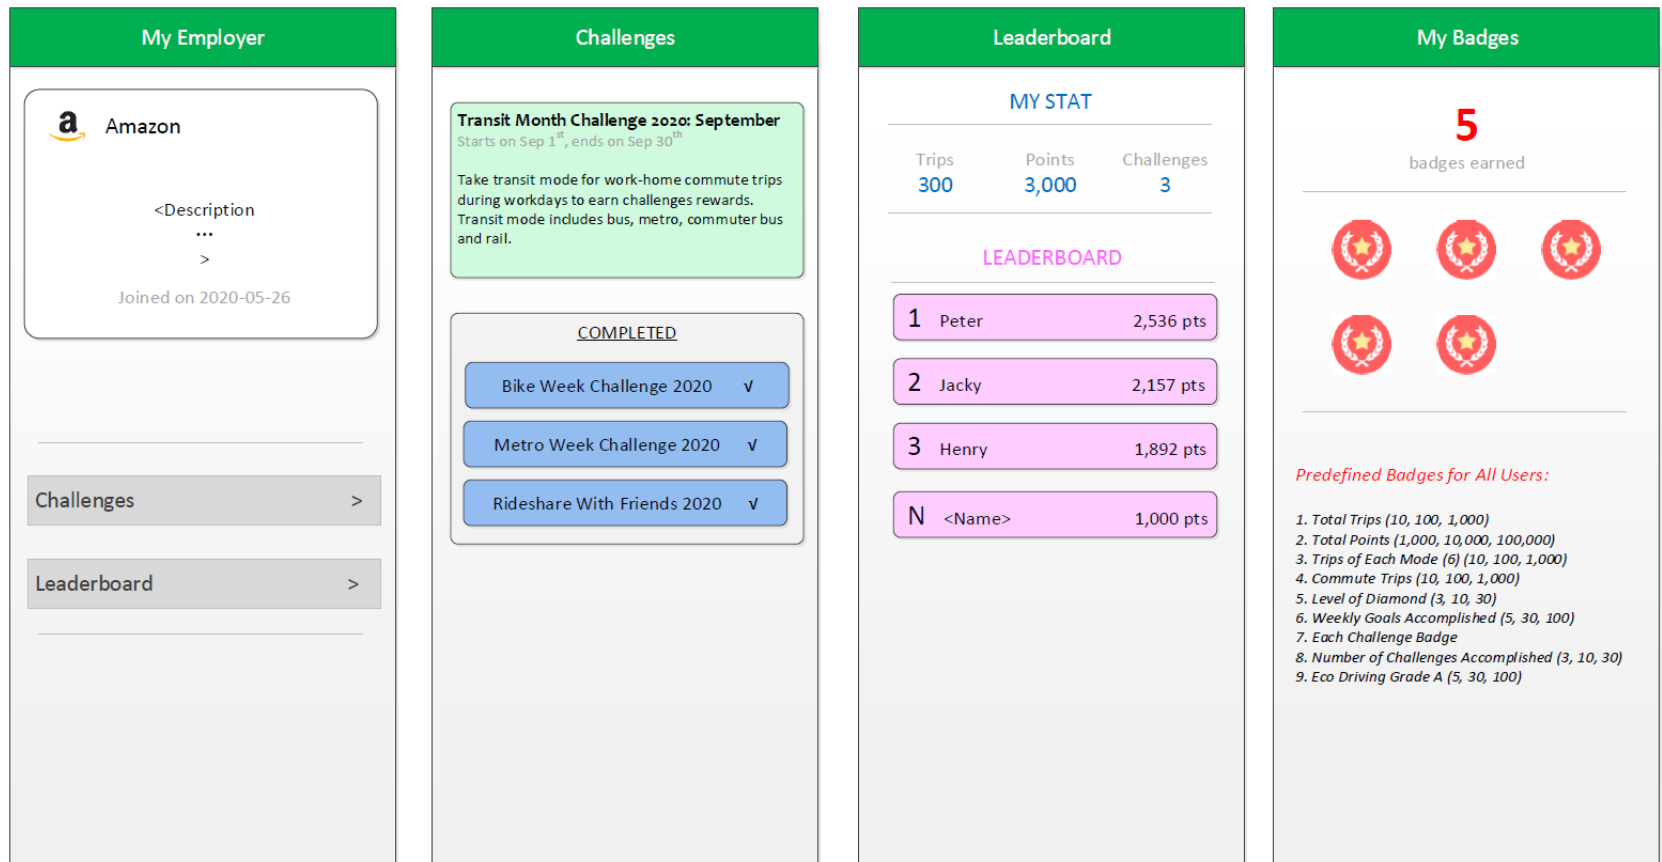 My Employer
a Amazon
<Description
...
>
Joined on 2020-05-26
Challenges >
Leaderboard >
Challenges
Transit Month Challenge 2020: September
Starts on Sep 1st, ends on Sep 30th
Take transit mode for work-home commute trips
during workdays to earn challenges rewards.
Transit mode includes bus, metro, commuter bus
and rail.
COMPLETED
Bike Week Challenge 2020 √
Metro Week Challenge 2020 √
Rideshare With Friends 2020 √
Leaderboard
MY STAT
Trips Points Challenges
300 3,000 3
LEADERBOARD
1 Peter 2,536 pts
2 Jacky 2,157 pts
3 Henry 1,892 pts
N <Name> 1,000 pts
My Badges
5
badges earned
Predefined Badges for All Users:
1. Total Trips (10, 100, 1,000)
2. Total Points (1,000, 10,000, 100,000)
3. Trips of Each Mode (6) (10, 100, 1,000)
4. Commute Trips (10, 100, 1,000)
5. Level of Diamond (3, 10, 30)
6. Weekly Goals Accomplished (5, 30, 100)
7. Each Challenge Badge
8. Number of Challenges Accomplished (3, 10, 30)
9. Eco Driving Grade A (5, 30, 100)